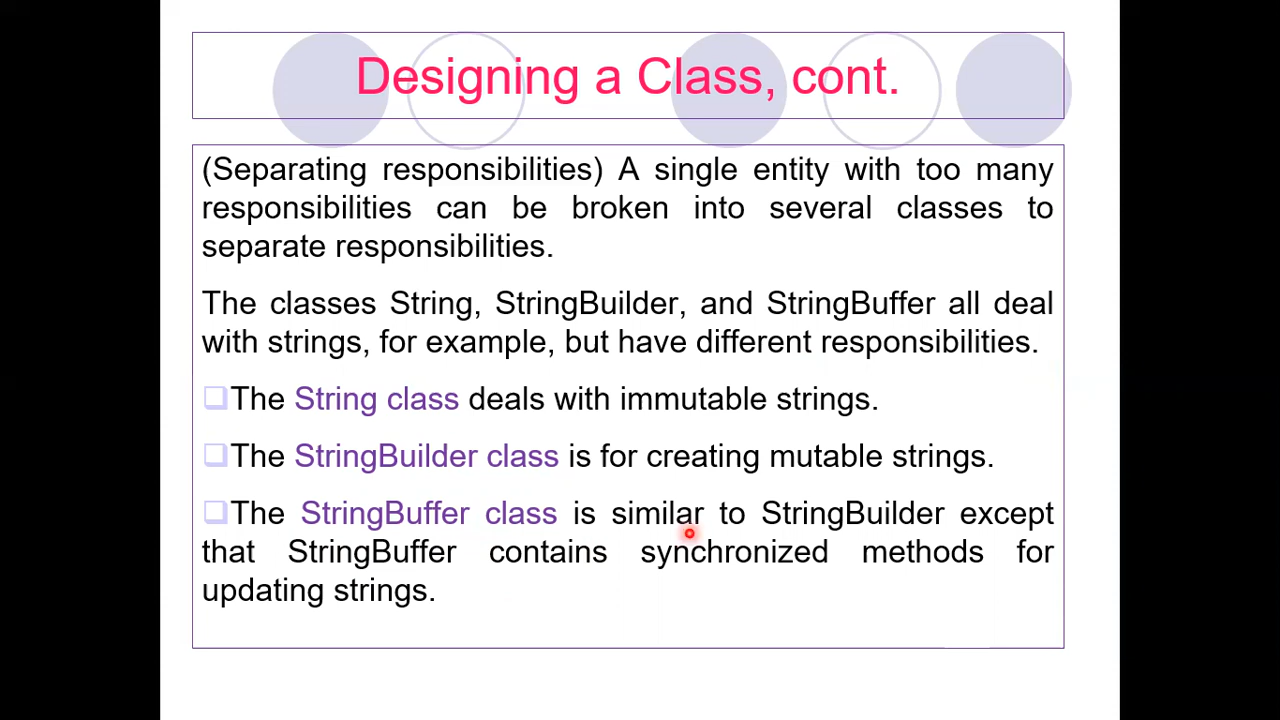 Designing a Class, cont.
(Separating responsibilities) A single entity with too many
responsibilities can be broken into several classes to
separate responsibilities.
The classes String, StringBuilder, and StringBuffer all deal
with strings, for example, but have different responsibilities.
The String class deals with immutable strings.
The StringBuilder class is for creating mutable strings.
The StringBuffer class is similar to StringBuilder except
that StringBuffer contains synchronized methods for
updating strings.